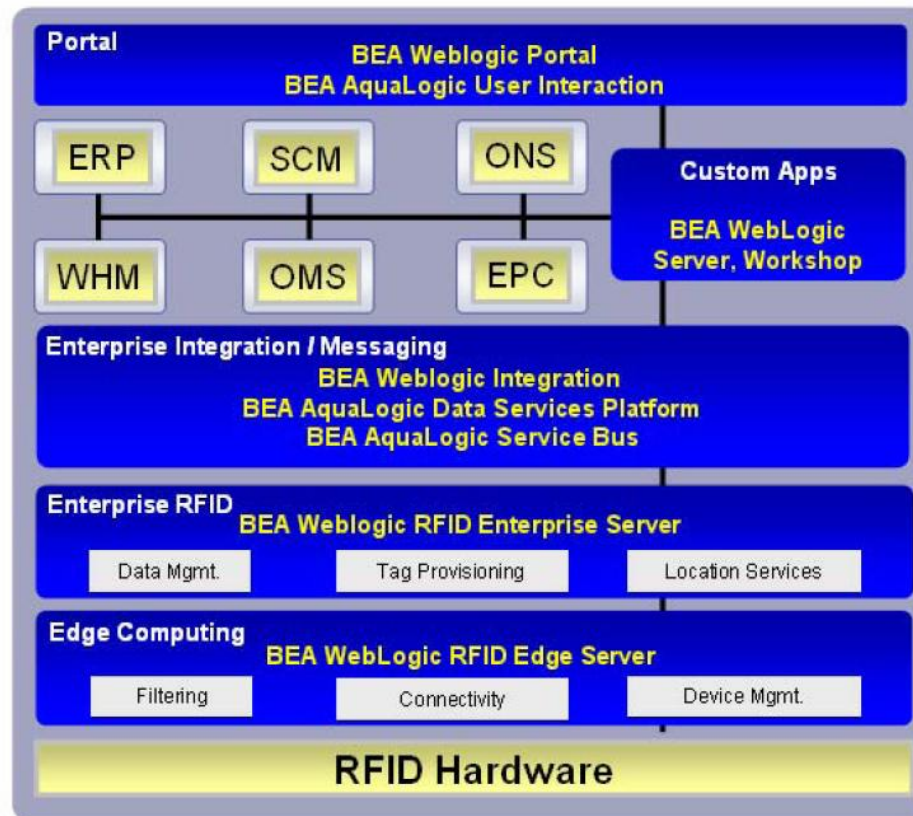 Portal
BEA Weblogic Portal
BEA AquaLogic User Interaction
ERP
SCM
ONS
Custom Apps
BEA WebLogic
Server, Workshop
WHM
OMS
EPC
Enterprise Integration / Messaging
BEA Weblogic Integration
BEA AquaLogic Data Services Platform
BEA AquaLogic Service Bus
Enterprise RFID
BEA Weblogic RFID Enterprise Server
Data Mgmt.
Tag Provisioning
Location Services
Edge Computing
BEA WebLogic RFID Edge Server
Filtering
Connectivity
Device Mgmt.
RFID Hardware